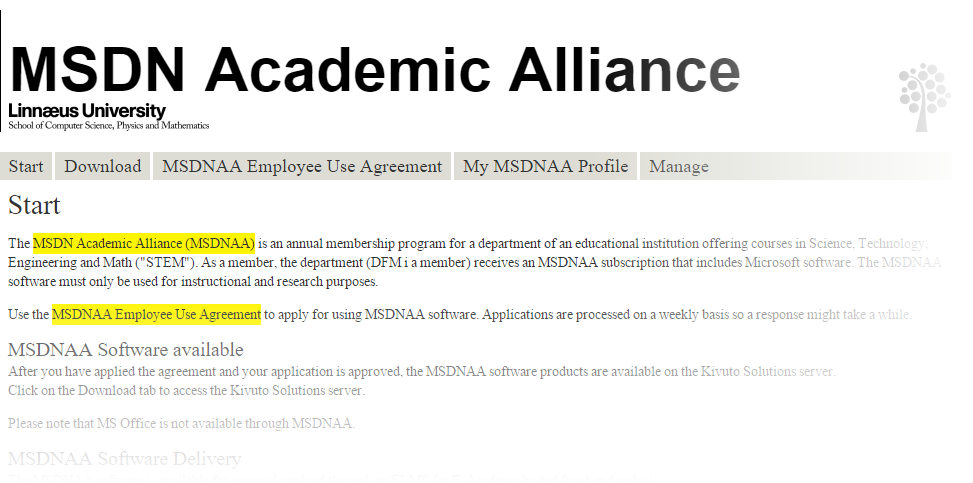 MSDN Academic Alliance
Linnæus University
School of Computer Science, Physics and Mathematics
Start Download MSDNAA Employee Use Agreement My MSDNAA Profile Manage
Start
The MSDN Academic Alliance (MSDNAA) is an annual membership program for a department of an educational institution offering courses in Science, Technology,
Engineering and Math ("STEM"). As a member, the department (DFM i a member) receives an MSDNAA subscription that includes Microsoft software. The MSDNAA
software must only be used for instructional and research purposes.
Use the MSDNAA Employee Use Agreement to apply for using MSDNAA software. Applications are processed on a weekly basis so a response might take a while.
MSDNAA Software available
After you have applied the agreement and your application is approved, the MSDNAA software products are available on the Kivuto Solutions server.
Click on the Download tab to access the Kivuto Solutions server.
Please note that MS Office is not available through MSDNAA.
MSDNAA Software Delivery